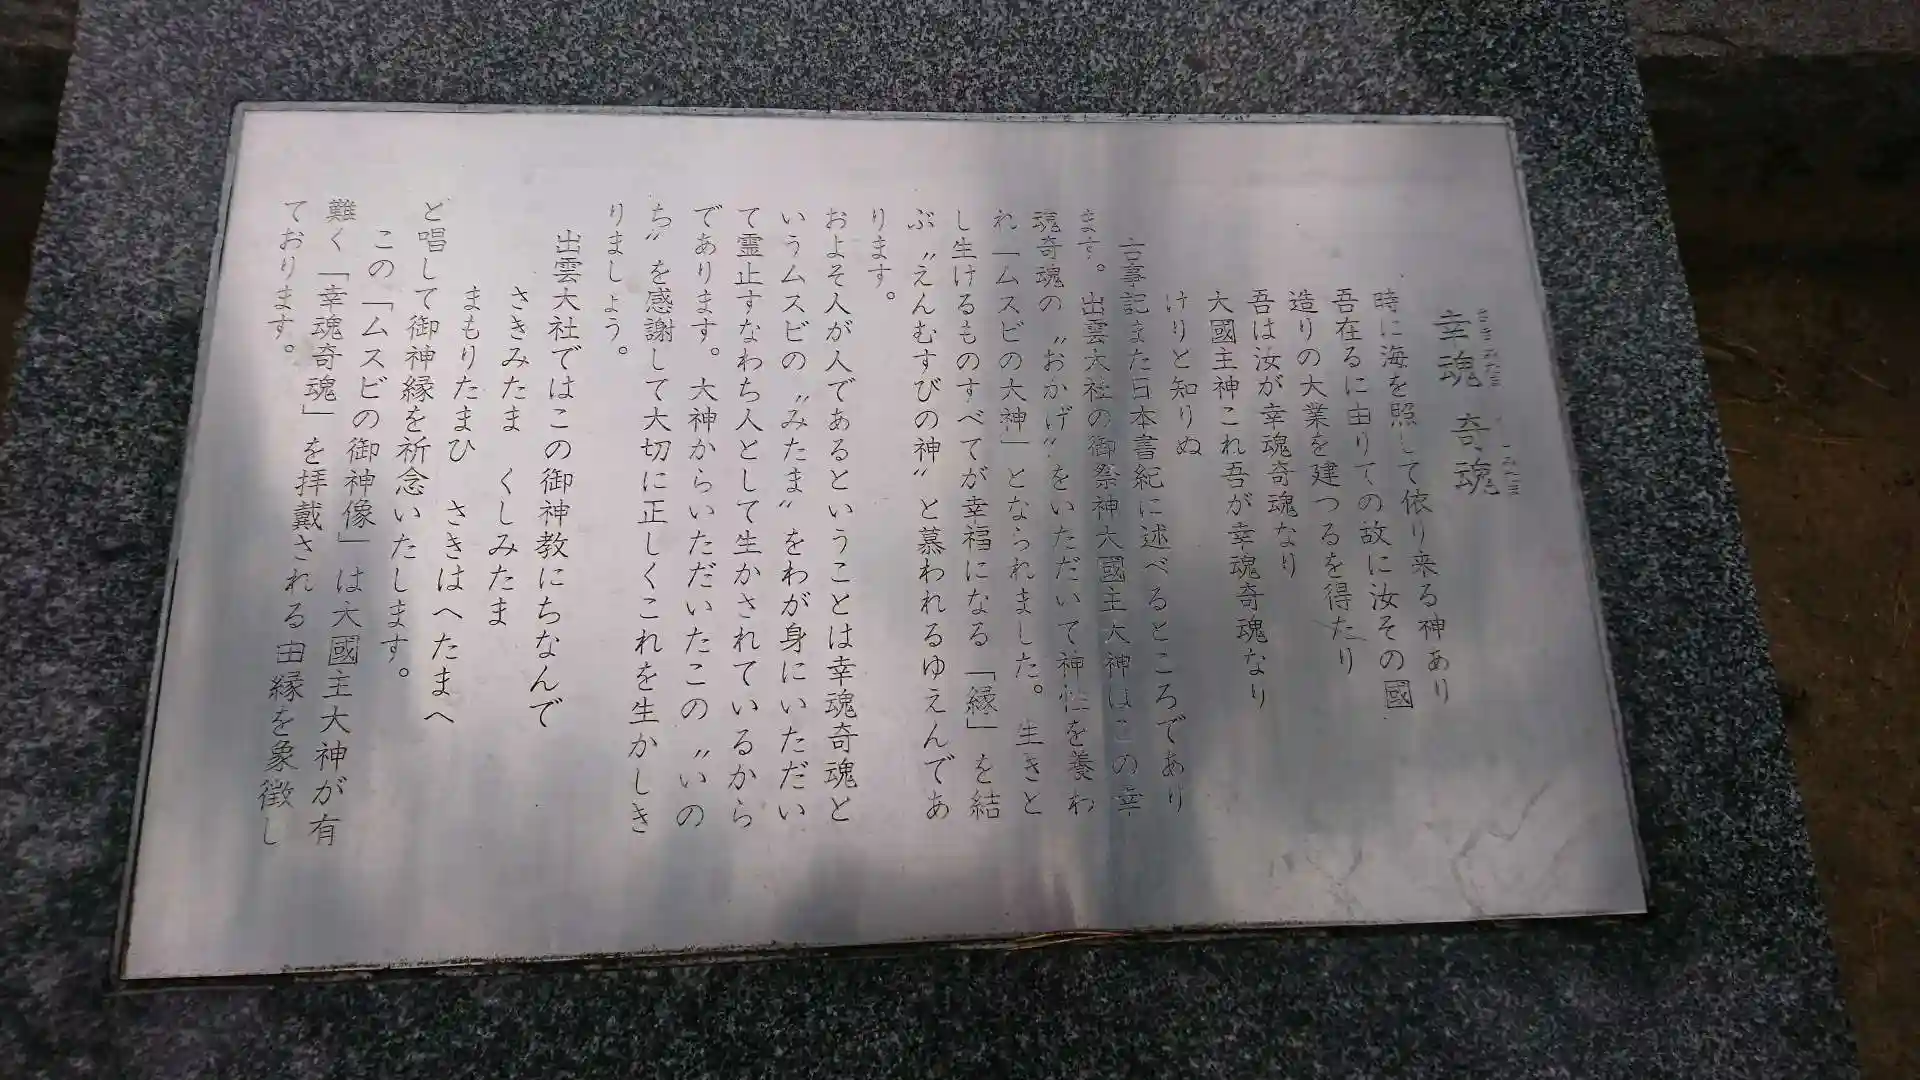 幸魂 奇魂
時に海を照して依り来る神あり
吾在るに由りての故に汝その國
造りの大業を建つるを得たり
吾は汝が幸魂奇魂なり
大國主神これ吾が幸魂奇魂なり
けりと知りぬ
古事記また日本書紀に述べるところであり
ます。出雲大社の御祭神大國主大神はこの幸
魂奇魂の〝おかげ〟をいただいて神性を養わ
れ「ムスビの大神」となられました。生きと
し生けるものすべてが幸福になる「縁」を結
ぶ〝えんむすびの神〟と慕われるゆえんであ
ります。
およそ人が人であるということは幸魂奇魂と
いうムスビの〝みたま〟をわが身にいただい
て霊止すなわち人として生かされているから
であります。大神からいただいたこの〝いの
ち〟を感謝して大切に正しくこれを生かしき
りましょう。
出雲大社ではこの御神教にちなんで
さきみたま くしみたま
まもりたまひ さきはへたまへ
と唱して御神縁を祈念いたします。
この「ムスビの御神像」は大國主大神が有
難く「幸魂奇魂」を拝戴される由縁を象徴し
ております。